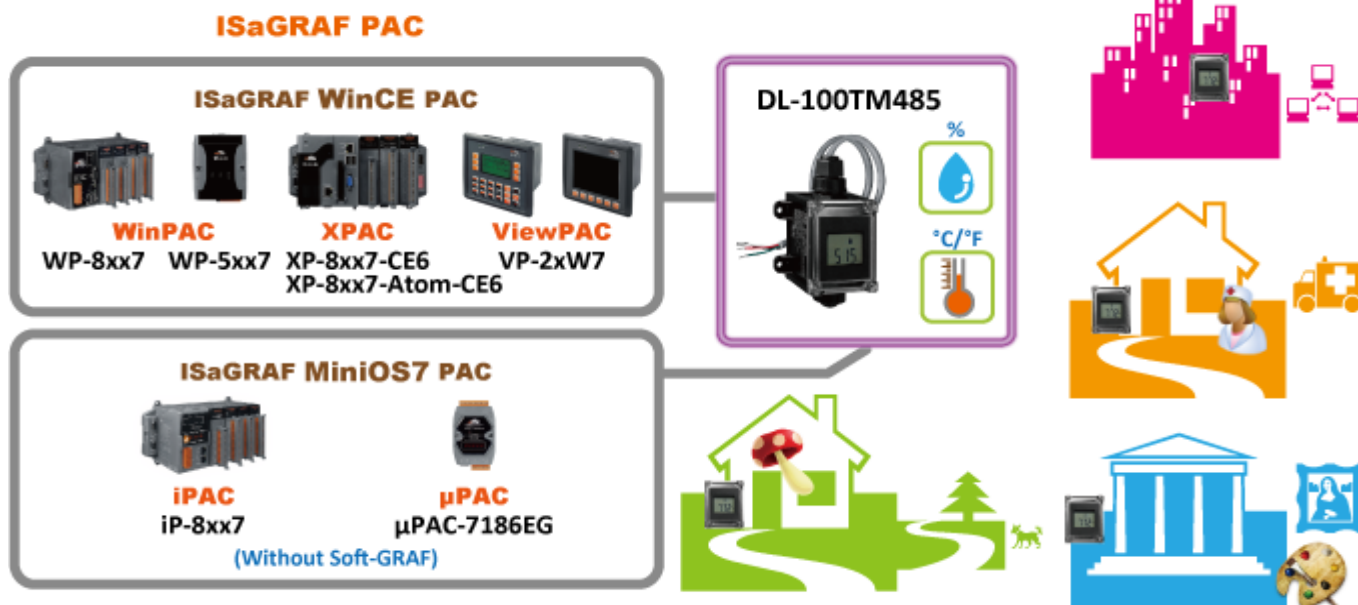 ISaGRAF PAC
ISaGRAF WinCE PAC
WinPAC
XPAC
ViewPAC
WP-8xx7
WP-5xx7
XP-8xx7-CE6
VP-2xW7
XP-8xx7-Atom-CE6
ISaGRAF MiniOS7 PAC
iPAC
µPAC
iP-8xx7
µPAC-7186EG
(Without Soft-GRAF)
DL-100TM485
%
°C/°F
515